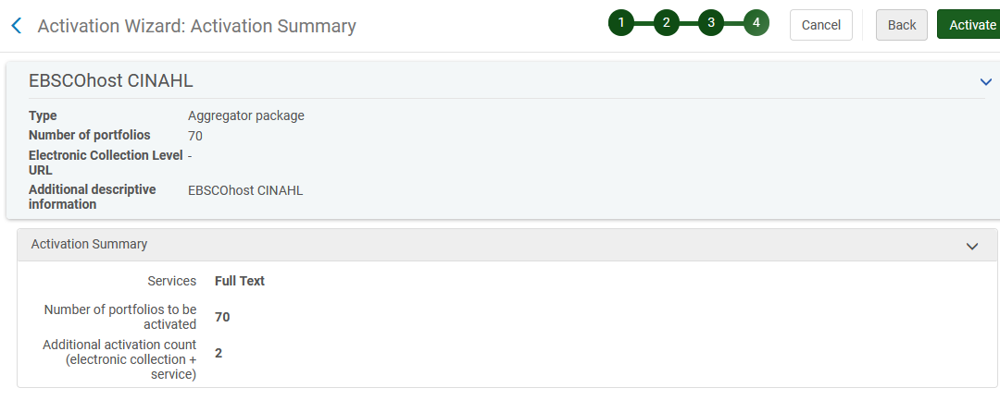 Activation Wizard: Activation Summary
1 2 3 4
Cancel Back Activate
EBSCOhost CINAHL
Type Aggregator package
Number of portfolios 70
Electronic Collection Level -
URL
Additional descriptive EBSCOhost CINAHL
information
Activation Summary
Services Full Text
Number of portfolios to be
activated 70
Additional activation count
(electronic collection + 2
service)